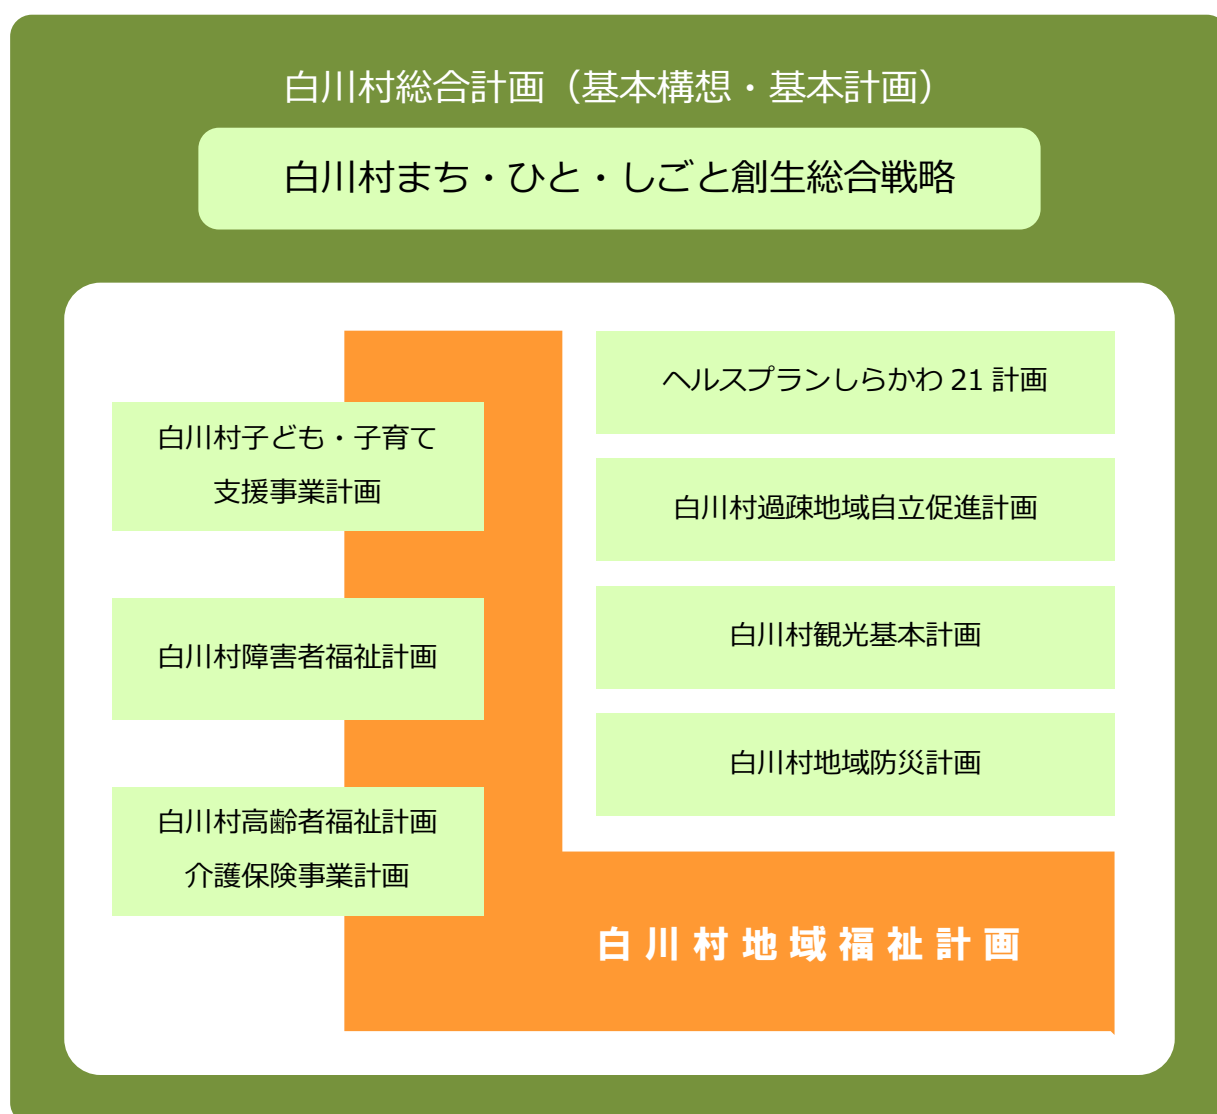 白川村総合計画（基本構想・基本計画）
白川村まち・ひと・しごと創生総合戦略
白川村子ども・子育て
支援事業計画
白川村障害者福祉計画
白川村高齢者福祉計画
介護保険事業計画
ヘルスプランしらかわ 21 計画
白川村過疎地域自立促進計画
白川村観光基本計画
白川村地域防災計画
白川村地域福祉計画